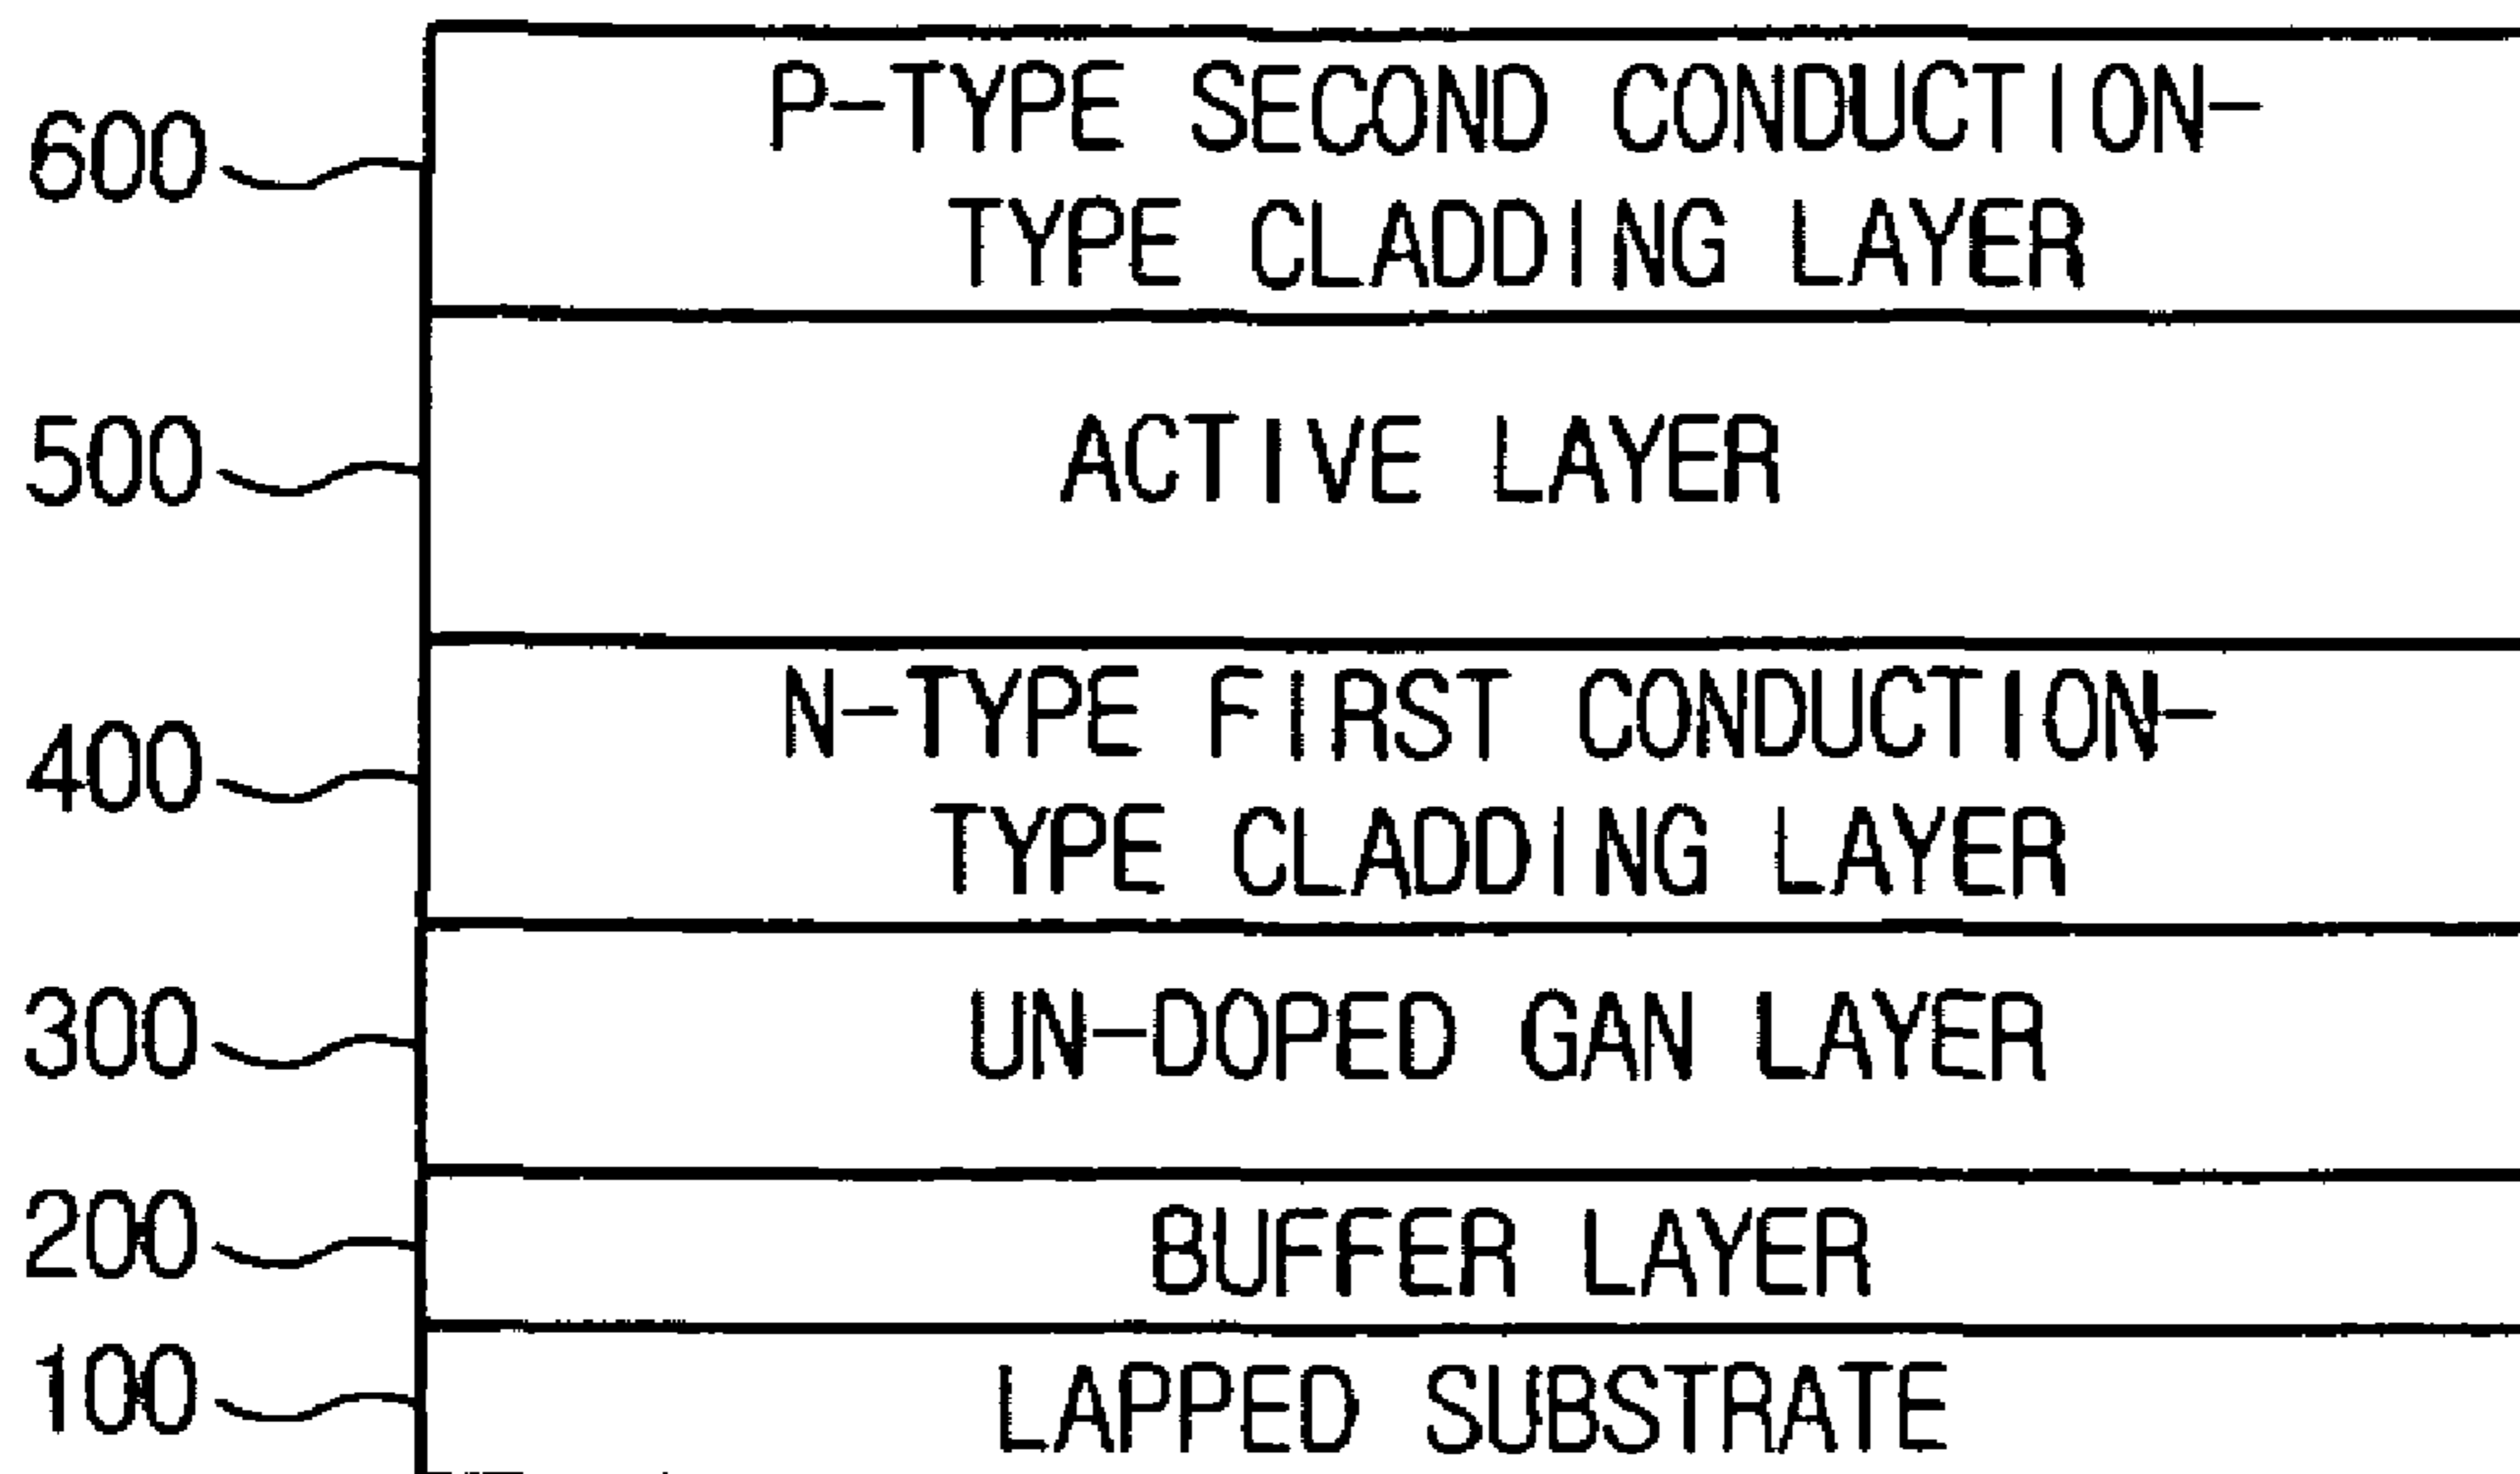 600
P-TYPE SECOND CONDUCTION-
TYPE CLADDING LAYER
500
ACTIVE LAYER
400
N-TYPE FIRST CONDUCTION-
TYPE CLADDING LAYER
300
UN-DOPED GAN LAYER
200
BUFFER LAYER
100
LAPPED SUBSTRATE